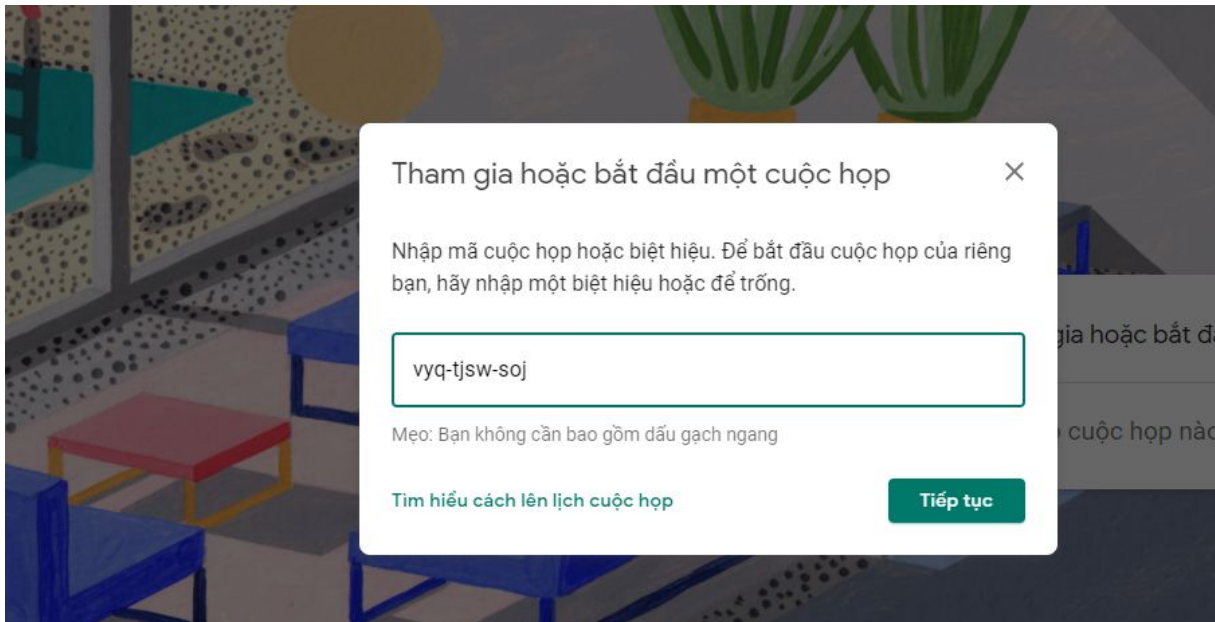 Tham gia hoặc bắt đầu một cuộc họp
Nhập mã cuộc họp hoặc biệt hiệu. Để bắt đầu cuộc họp của riêng
bạn, hãy nhập một biệt hiệu hoặc để trống.
gia hoặc bắt
vyq-tjsw-soj
Mẹo: Bạn không cần bao gồm dấu gạch ngang
cuộc họp
Tìm hiểu cách lên lịch cuộc họp
Tiếp tục